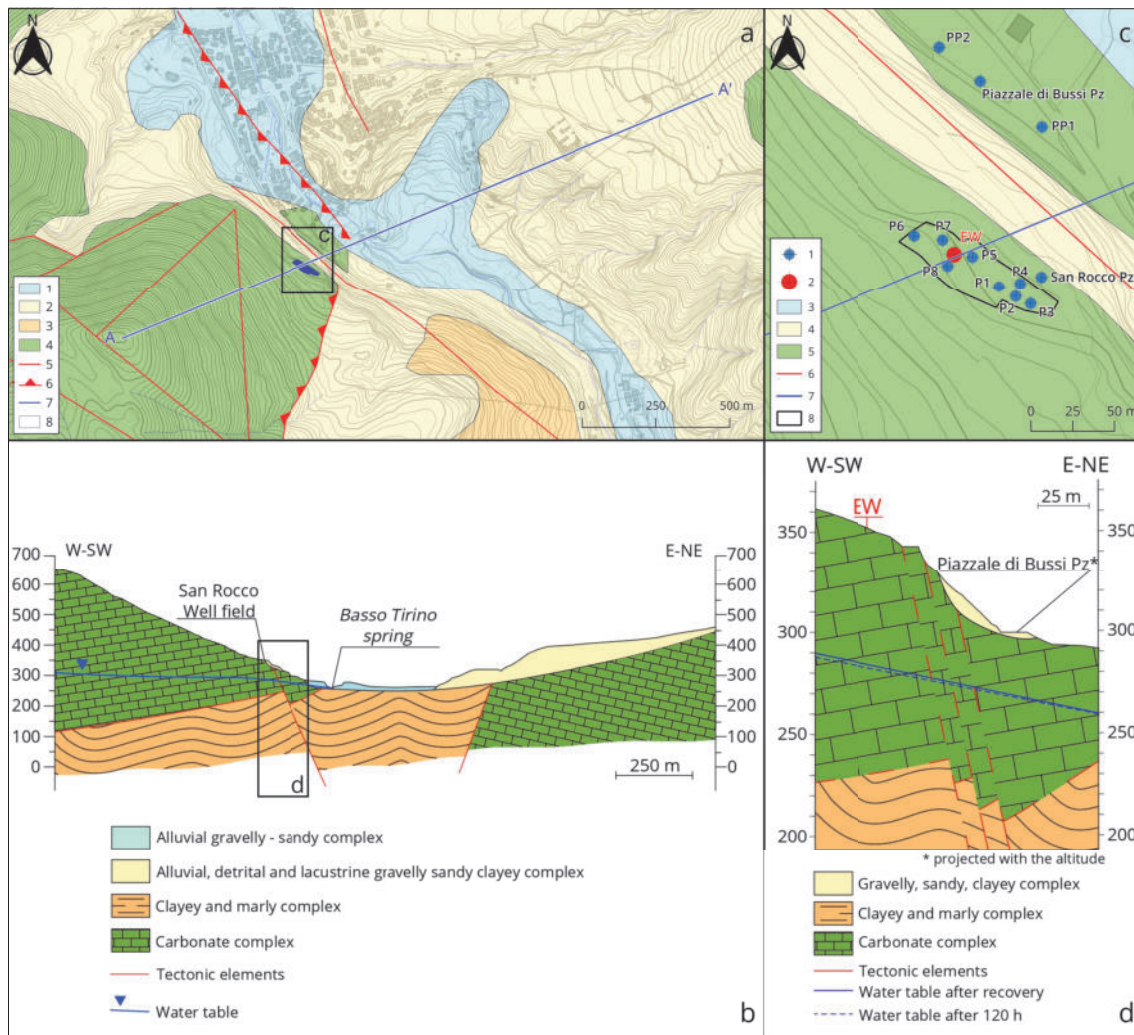 N
a
A'
c
A
1
2
3
4
5
6
7
8
0 250 500 m
N
c
PP2
Piazzale di Bussi Pz
PP1
P6
P7
EW
P5
P8
P4
San Rocco Pz
P1
P2
P3
1
2
3
4
5
6
7
8
0 25 50 m
W-SW
E-NE
700
600
500
400
300
200
100
0
San Rocco
Well field
Basso Tirino
spring
700
600
500
400
300
200
100
0
250 m
d
Alluvial gravelly - sandy complex
Alluvial, detrital and lacustrine gravelly sandy clayey complex
Clayey and marly complex
Carbonate complex
Tectonic elements
Water table
b
W-SW
E-NE
25 m
EW
Piazzale di Bussi Pz*
350
300
250
200
350
300
250
200
* projected with the altitude
Gravelly, sandy, clayey complex
Clayey and marly complex
Carbonate complex
Tectonic elements
Water table after recovery
Water table after 120 h
d